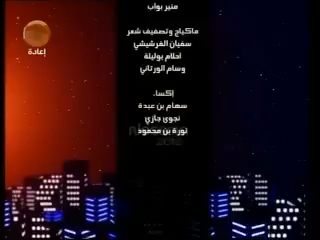 منير بواب
ماكياج وتصفيف شعر
سفيان الفرشيشي
احلام بوليلة
وسام الورتاني
إكسا.
سهام بن عبدة
نجوى جازي
نورة بن محمود
إعادة